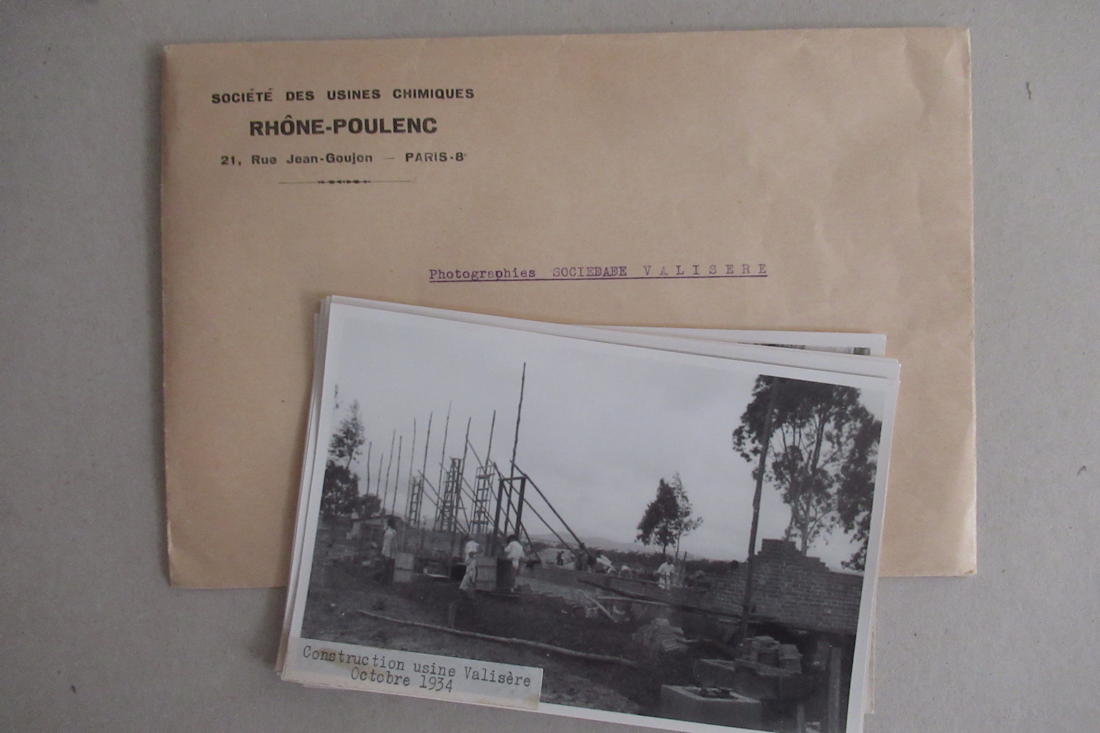 SOCIÉTÉ DES USINES CHIMIQUES
RHÔNE-POULENC
21, Rue Jean-Goujon — PARIS-8e
Photographies SOCIEDADE VALISERE
Construction usine Valisère
Octobre 1934